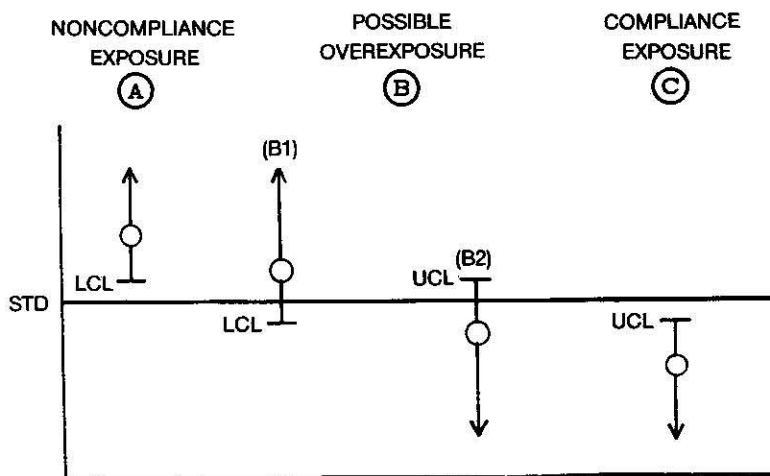 NONCOMPLIANCE
EXPOSURE
A
POSSIBLE
OVEREXPOSURE
B
COMPLIANCE
EXPOSURE
C
(B1)
(B2)
LCL
UCL
STD
LCL
UCL